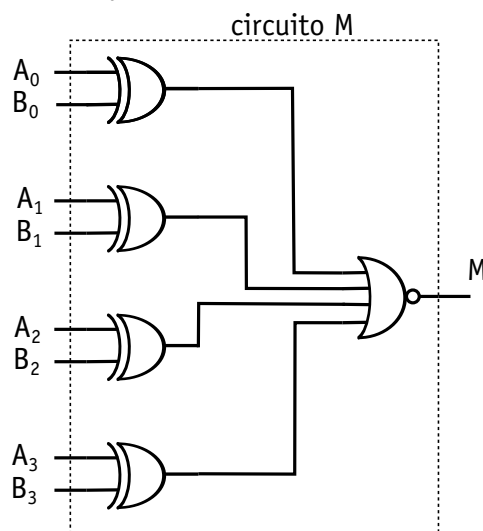 circuito M
A₀
B₀
A₁
B₁
M
A₂
B₂
A₃
B₃